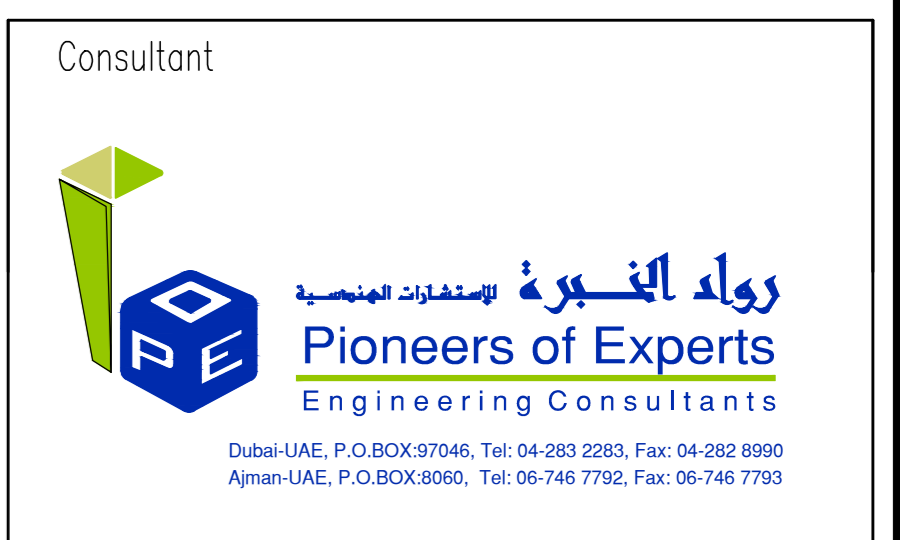 Consultant
رواد الخبرة للإستشارات الهندسية
P O E
Pioneers of Experts
Engineering Consultants
Dubai-UAE, P.O.BOX:97046, Tel: 04-283 2283, Fax: 04-282 8990
Ajman-UAE, P.O.BOX:8060, Tel: 06-746 7792, Fax: 06-746 7793